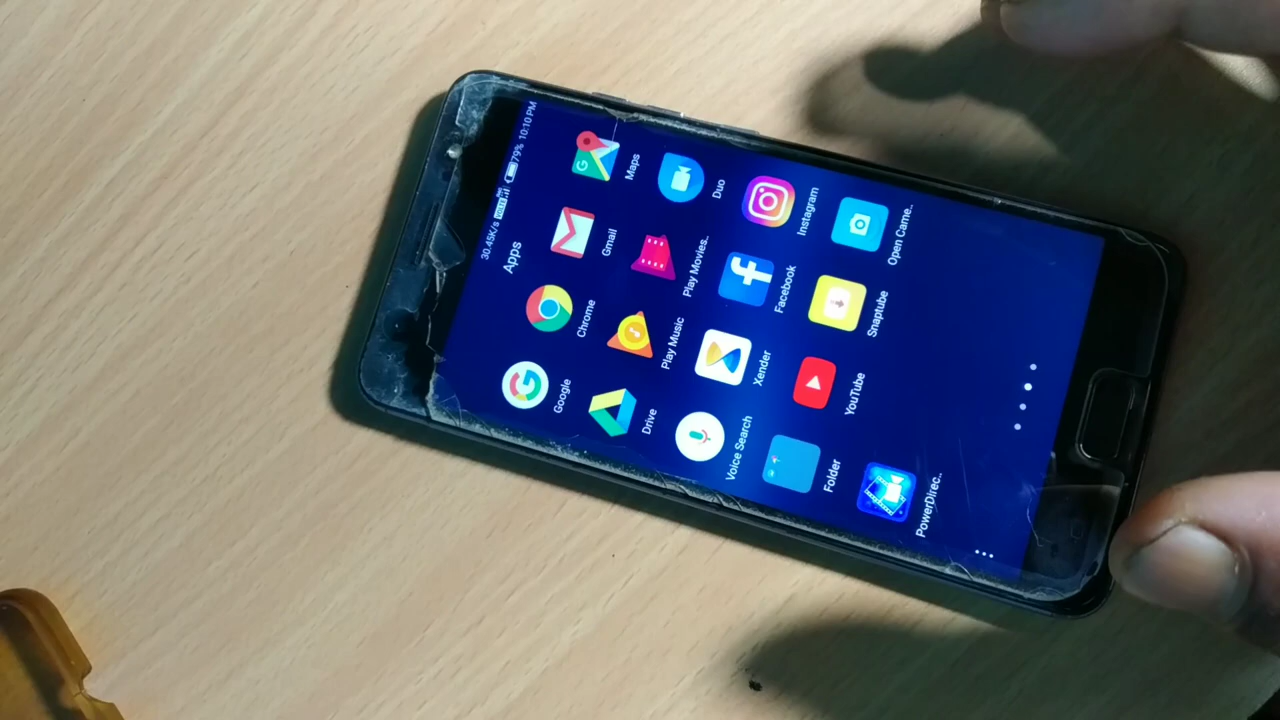 30.45K/s VOLTE 79% 10:10 PM
Apps
Google Chrome Gmail Maps
Drive Play Music Play Movies.. Duo
Voice Search Xender Facebook Instagram
Folder YouTube Snaptube Open Came..
PowerDirec..